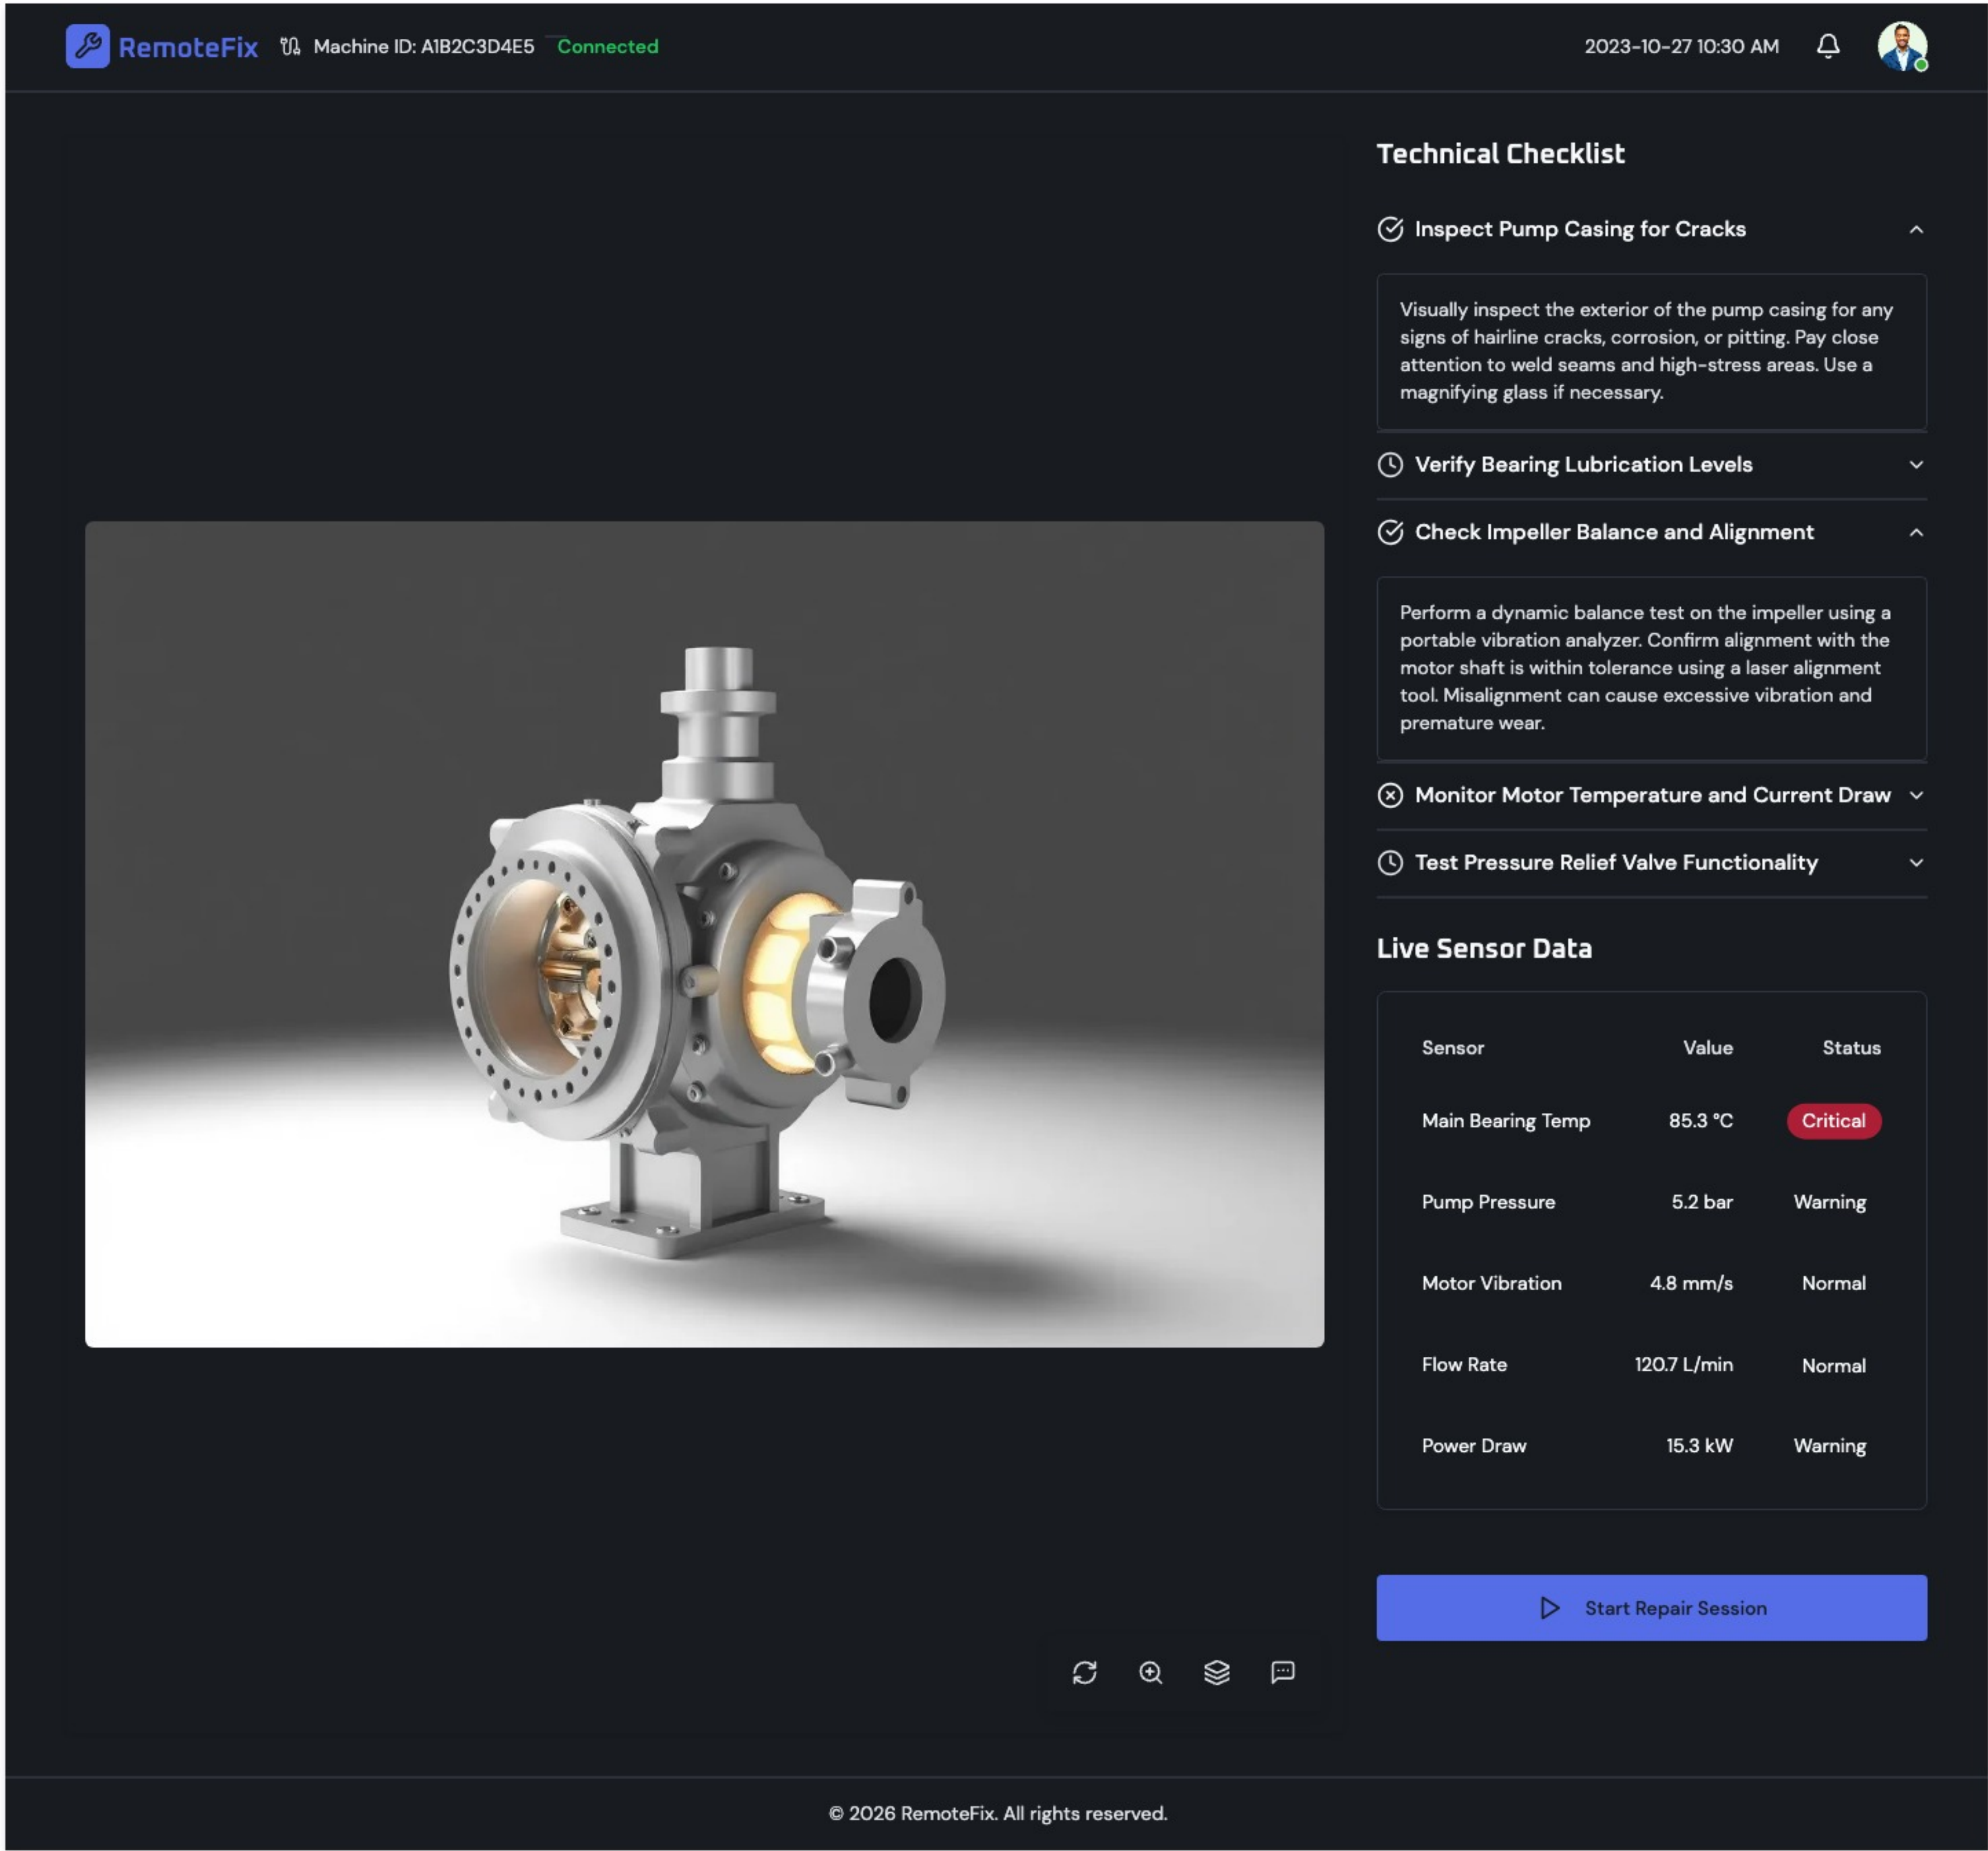 RemoteFix Machine ID: A1B2C3D4E5 Connected 2023-10-27 10:30 AM
Technical Checklist
Inspect Pump Casing for Cracks
Visually inspect the exterior of the pump casing for any
signs of hairline cracks, corrosion, or pitting. Pay close
attention to weld seams and high-stress areas. Use a
magnifying glass if necessary.
Verify Bearing Lubrication Levels
Check Impeller Balance and Alignment
Perform a dynamic balance test on the impeller using a
portable vibration analyzer. Confirm alignment with the
motor shaft is within tolerance using a laser alignment
tool. Misalignment can cause excessive vibration and
premature wear.
Monitor Motor Temperature and Current Draw
Test Pressure Relief Valve Functionality
Live Sensor Data
Sensor Value Status
Main Bearing Temp 85.3 °C Critical
Pump Pressure 5.2 bar Warning
Motor Vibration 4.8 mm/s Normal
Flow Rate 120.7 L/min Normal
Power Draw 15.3 kW Warning
Start Repair Session
© 2026 RemoteFix. All rights reserved.